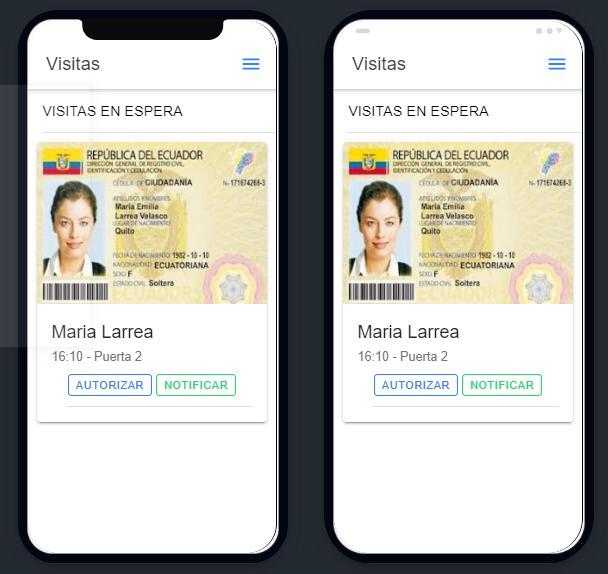 Visitas
VISITAS EN ESPERA
REPÚBLICA DEL ECUADOR
DIRECCIÓN GENERAL DE REGISTRO CIVIL,
IDENTIFICACIÓN Y CEDULACIÓN
CÉDULA DE CIUDADANÍA No 171674268-3
APELLIDOS Y NOMBRES
Maria Emilia
Larrea Velasco
LUGAR DE NACIMIENTO
Quito
FECHA DE NACIMIENTO 1982 - 10 - 10
NACIONALIDAD ECUATORIANA
SEXO F
ESTADO CIVIL Soltera
Maria Larrea
16:10 - Puerta 2
AUTORIZAR NOTIFICAR
Visitas
VISITAS EN ESPERA
REPÚBLICA DEL ECUADOR
DIRECCIÓN GENERAL DE REGISTRO CIVIL,
IDENTIFICACIÓN Y CEDULACIÓN
CÉDULA DE CIUDADANÍA No 171674268-3
APELLIDOS Y NOMBRES
Maria Emilia
Larrea Velasco
LUGAR DE NACIMIENTO
Quito
FECHA DE NACIMIENTO 1982 - 10 - 10
NACIONALIDAD ECUATORIANA
SEXO F
ESTADO CIVIL Soltera
Maria Larrea
16:10 - Puerta 2
AUTORIZAR NOTIFICAR